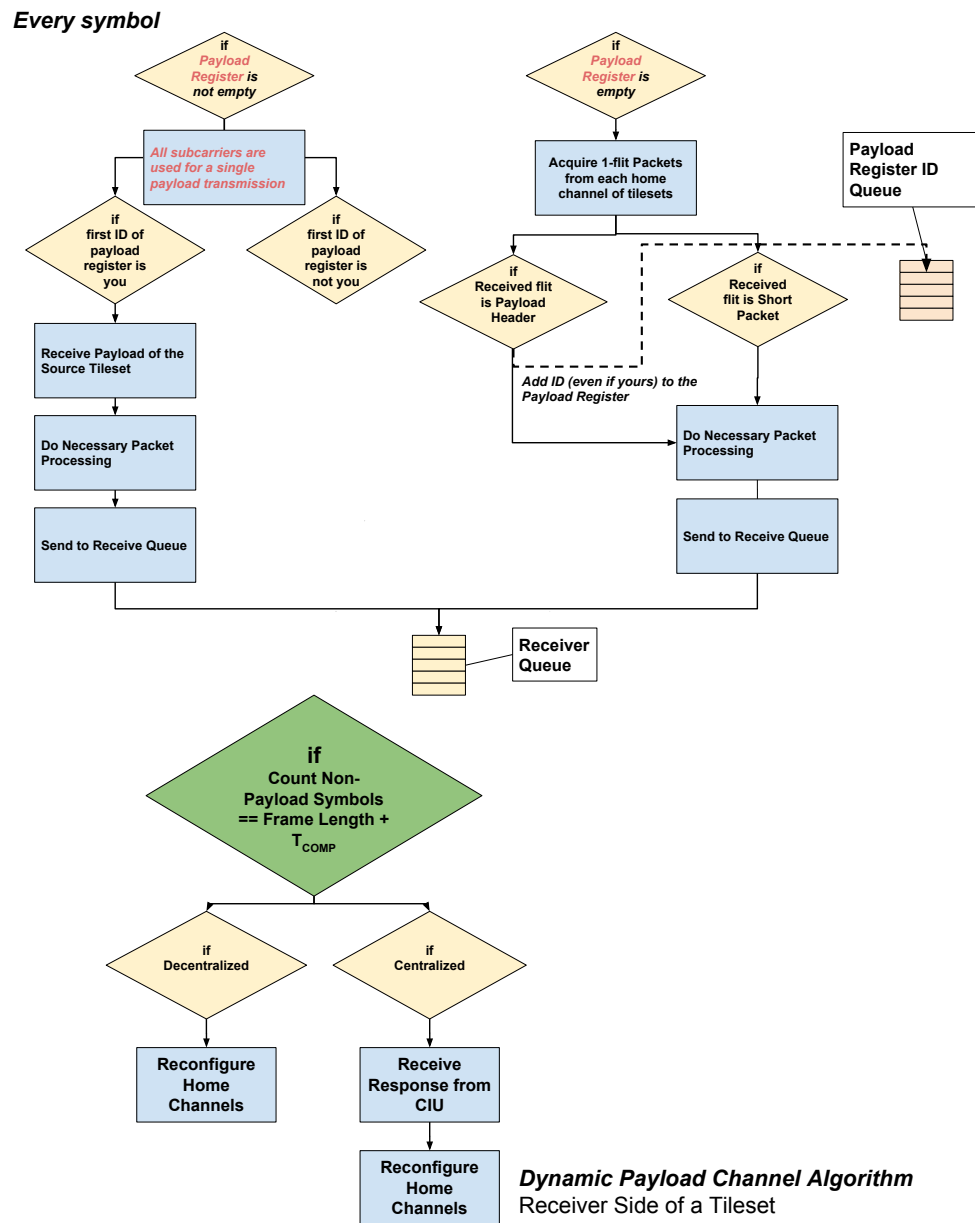 Every symbol
if
Payload
Register is
not empty
All subcarriers are
used for a single
payload transmission
if
first ID of
payload
register is
you
if
first ID of
payload
register is
not you
Receive Payload of the
Source Tileset
Do Necessary Packet
Processing
Send to Receive Queue
if
Payload
Register is
empty
Acquire 1-flit Packets
from each home
channel of tilesets
Payload
Register ID
Queue
if
Received flit
is Payload
Header
if
Received
flit is Short
Packet
Add ID (even if yours) to the
Payload Register
Do Necessary Packet
Processing
Send to Receive Queue
Receiver
Queue
if
Count Non-
Payload Symbols
== Frame Length +
T_COMP
if
Decentralized
if
Centralized
Reconfigure
Home
Channels
Receive
Response from
CIU
Reconfigure
Home
Channels
Dynamic Payload Channel Algorithm
Receiver Side of a Tileset